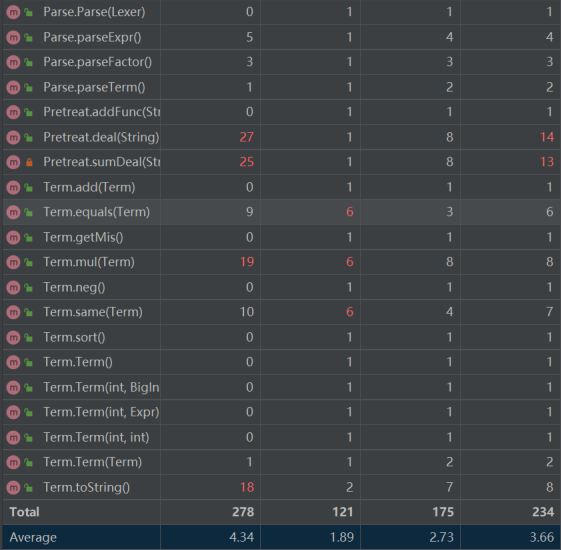 m Parse.Parse(Lexer) 0 1 1 1
m Parse.parseExpr() 5 1 4 4
m Parse.parseFactor() 3 1 3 3
m Parse.parseTerm() 1 1 2 2
m Pretreat.addFunc(Str 0 1 1 1
m Pretreat.deal(String) 27 1 8 14
m Pretreat.sumDeal(Str 25 1 8 13
m Term.add(Term) 0 1 1 1
m Term.equals(Term) 9 6 3 6
m Term.getMis() 0 1 1 1
m Term.mul(Term) 19 6 8 8
m Term.neg() 0 1 1 1
m Term.same(Term) 10 6 4 7
m Term.sort() 0 1 1 1
m Term.Term() 0 1 1 1
m Term.Term(int, BigIn 0 1 1 1
m Term.Term(int, Expr) 0 1 1 1
m Term.Term(int, int) 0 1 1 1
m Term.Term(Term) 1 1 2 2
m Term.toString() 18 2 7 8
Total 278 121 175 234
Average 4.34 1.89 2.73 3.66